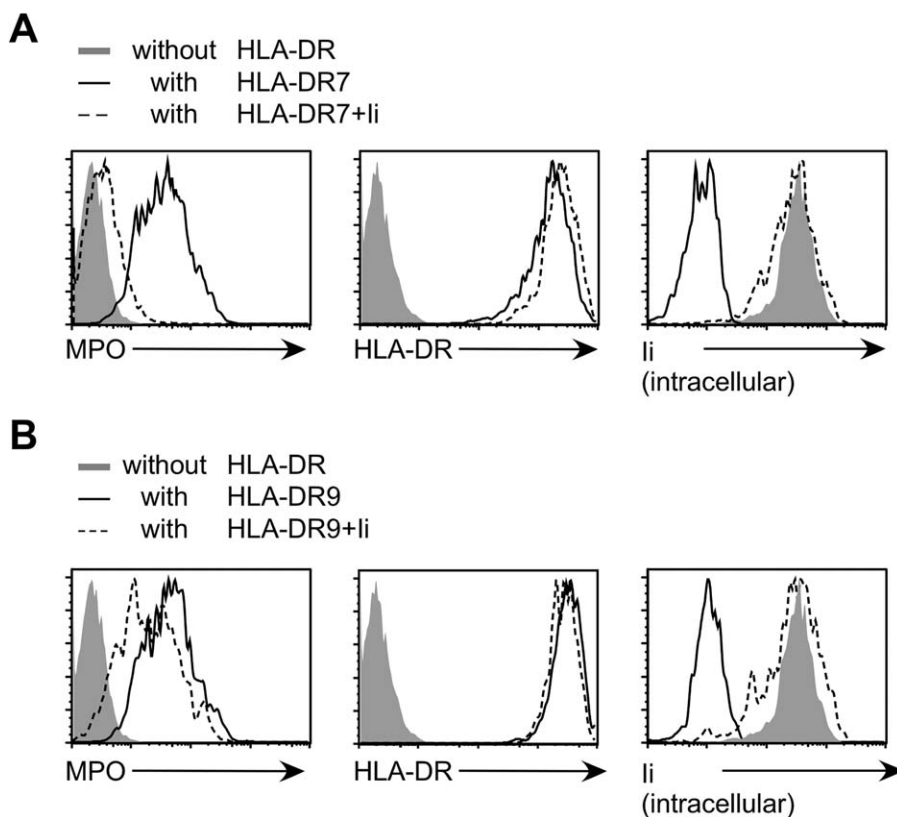 A
without HLA-DR
with HLA-DR7
with HLA-DR7+Ii
MPO
HLA-DR
Ii
(intracellular)
B
without HLA-DR
with HLA-DR9
with HLA-DR9+Ii
MPO
HLA-DR
Ii
(intracellular)